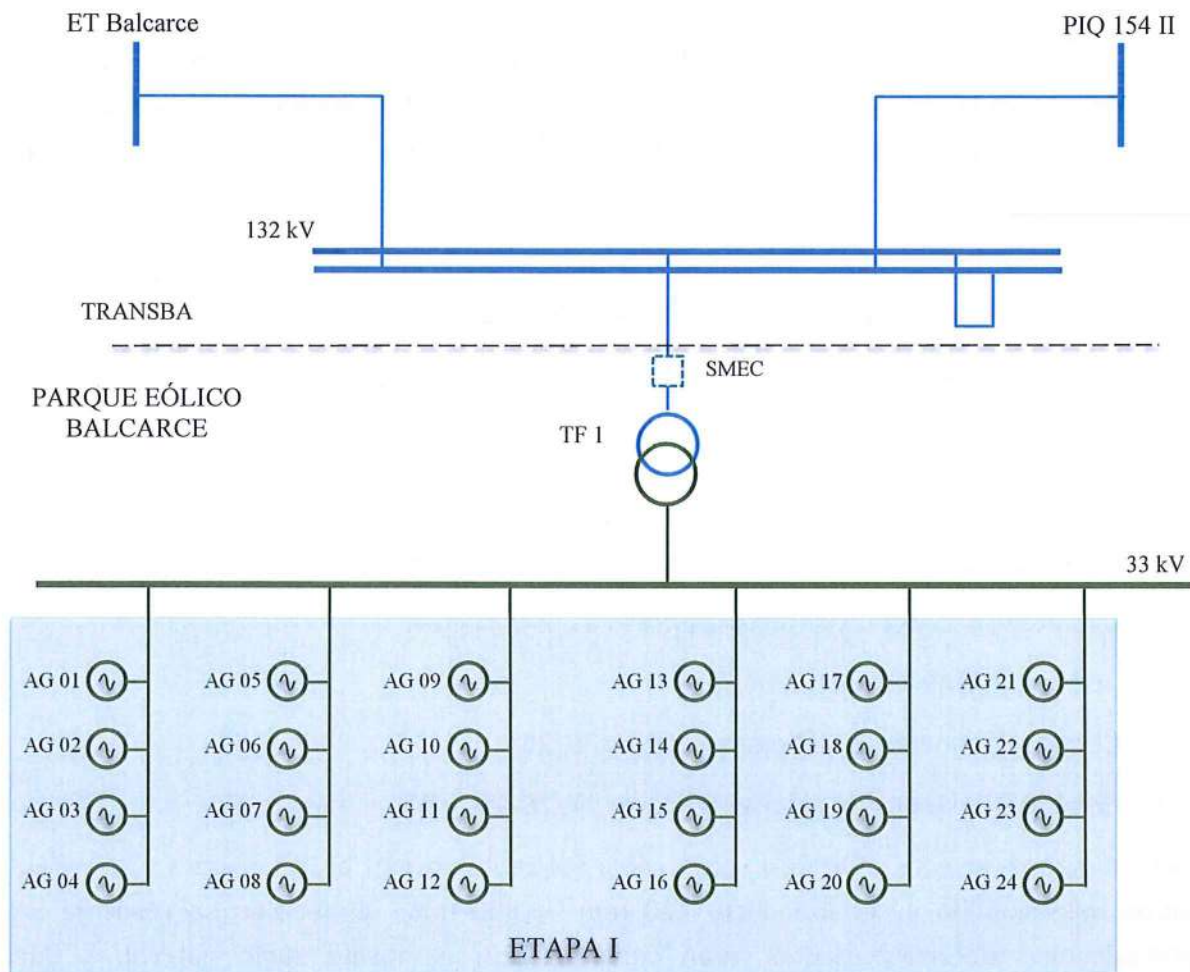 ET Balcarce
PIQ 154 II
132 kV
TRANSBA
SMEC
PARQUE EÓLICO
BALCARCE
TF 1
33 kV
AG 01
AG 05
AG 09
AG 13
AG 17
AG 21
AG 02
AG 06
AG 10
AG 14
AG 18
AG 22
AG 03
AG 07
AG 11
AG 15
AG 19
AG 23
AG 04
AG 08
AG 12
AG 16
AG 20
AG 24
ETAPA I